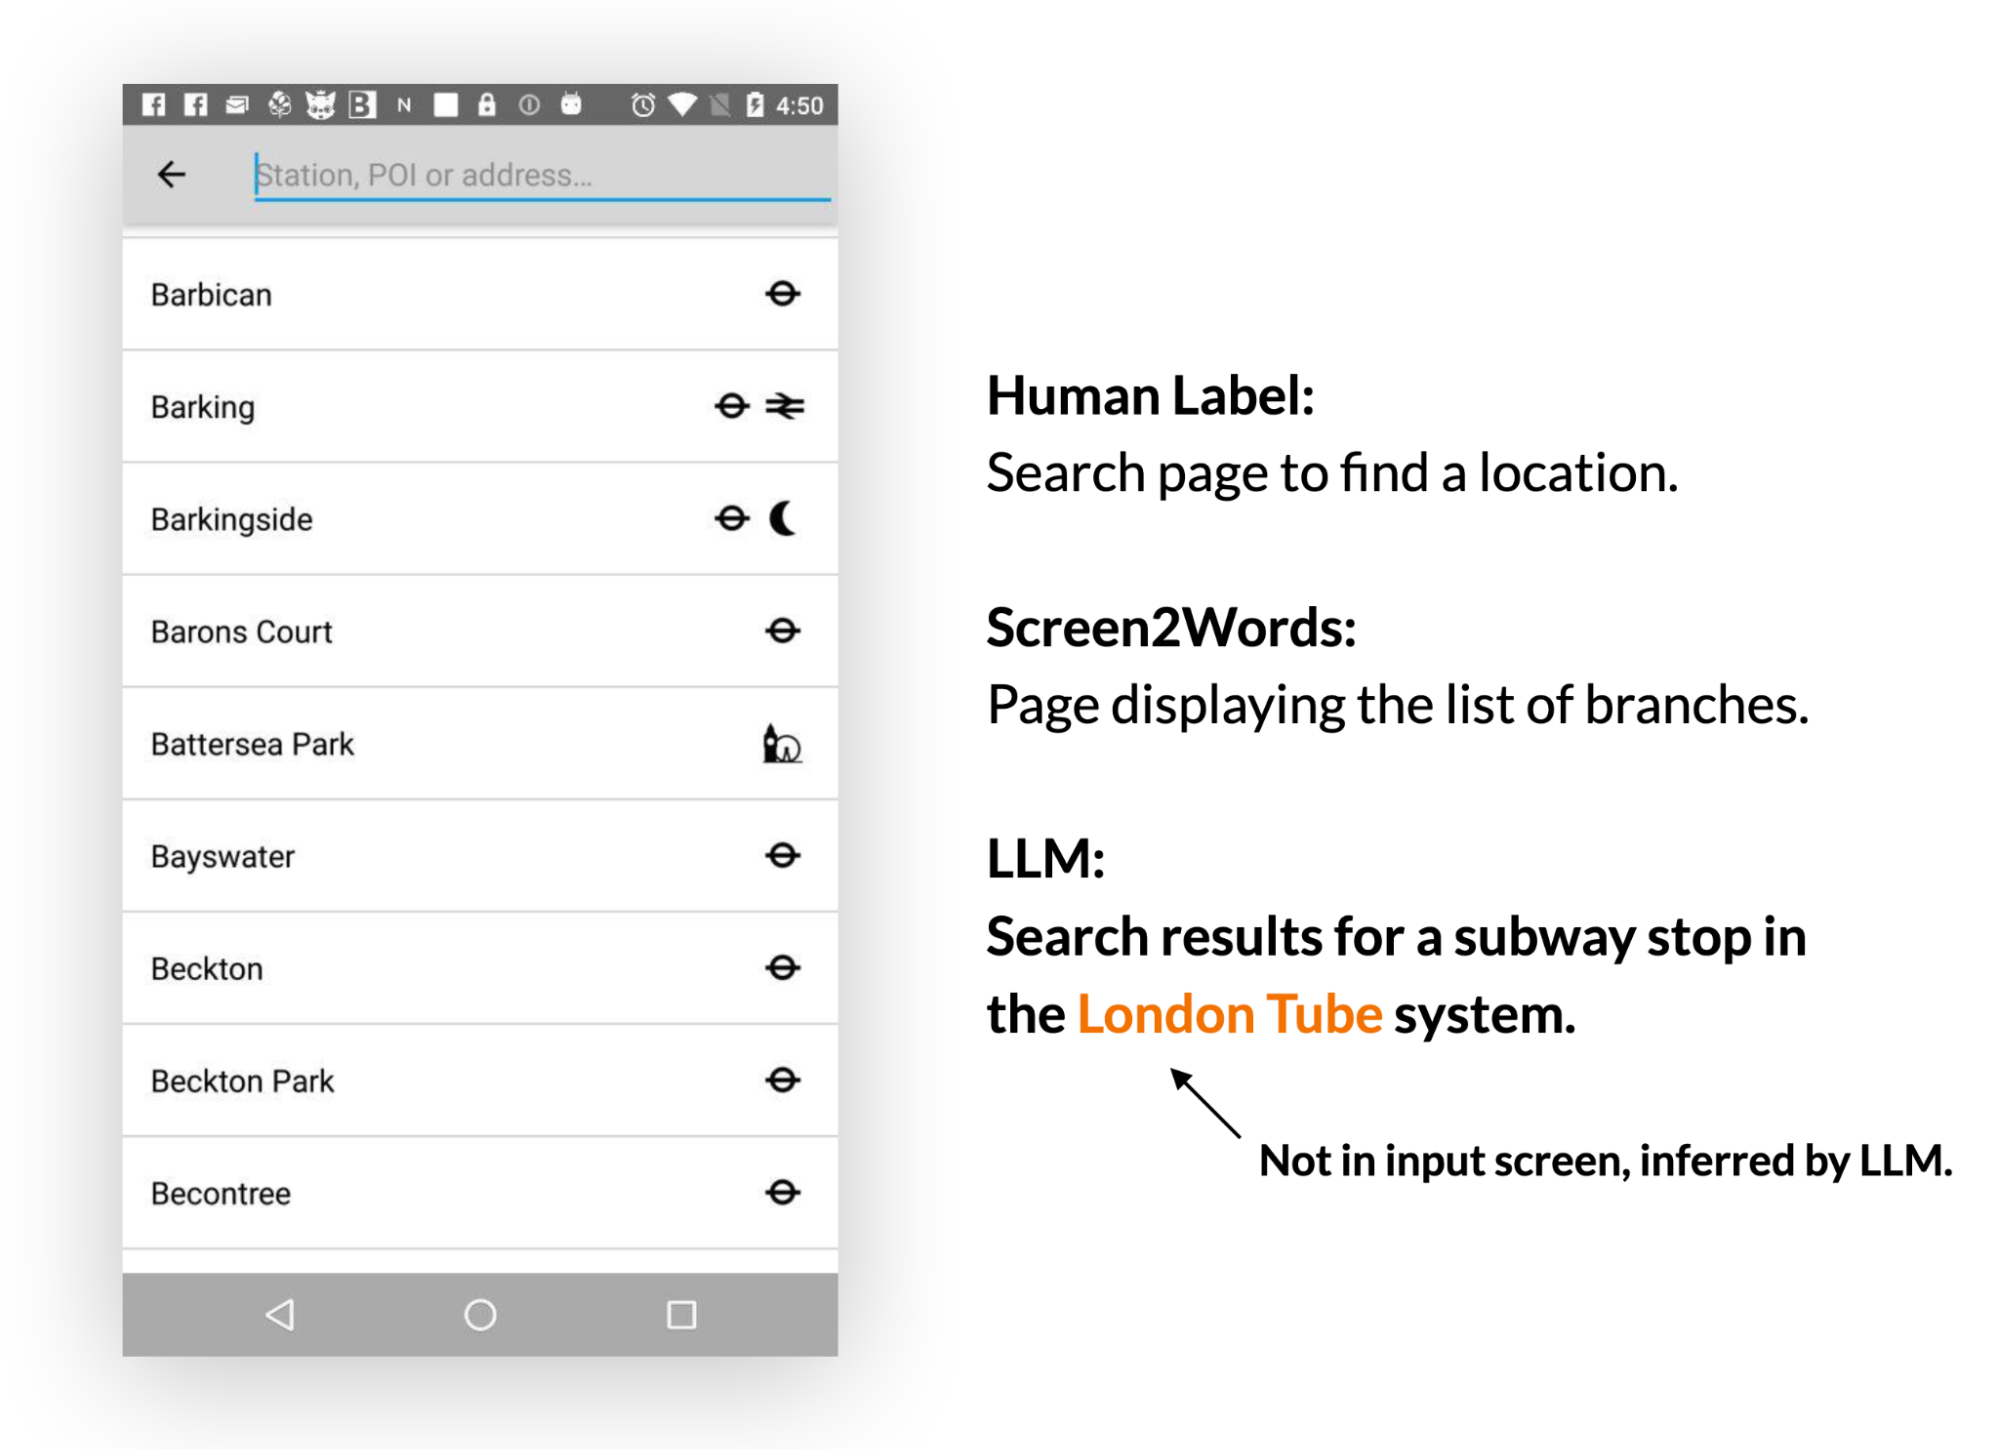 4:50
Station, POI or address...
Barbican
Barking
Barkingside
Barons Court
Battersea Park
Bayswater
Beckton
Beckton Park
Becontree
Human Label:
Search page to find a location.
Screen2Words:
Page displaying the list of branches.
LLM:
Search results for a subway stop in
the London Tube system.
Not in input screen, inferred by LLM.